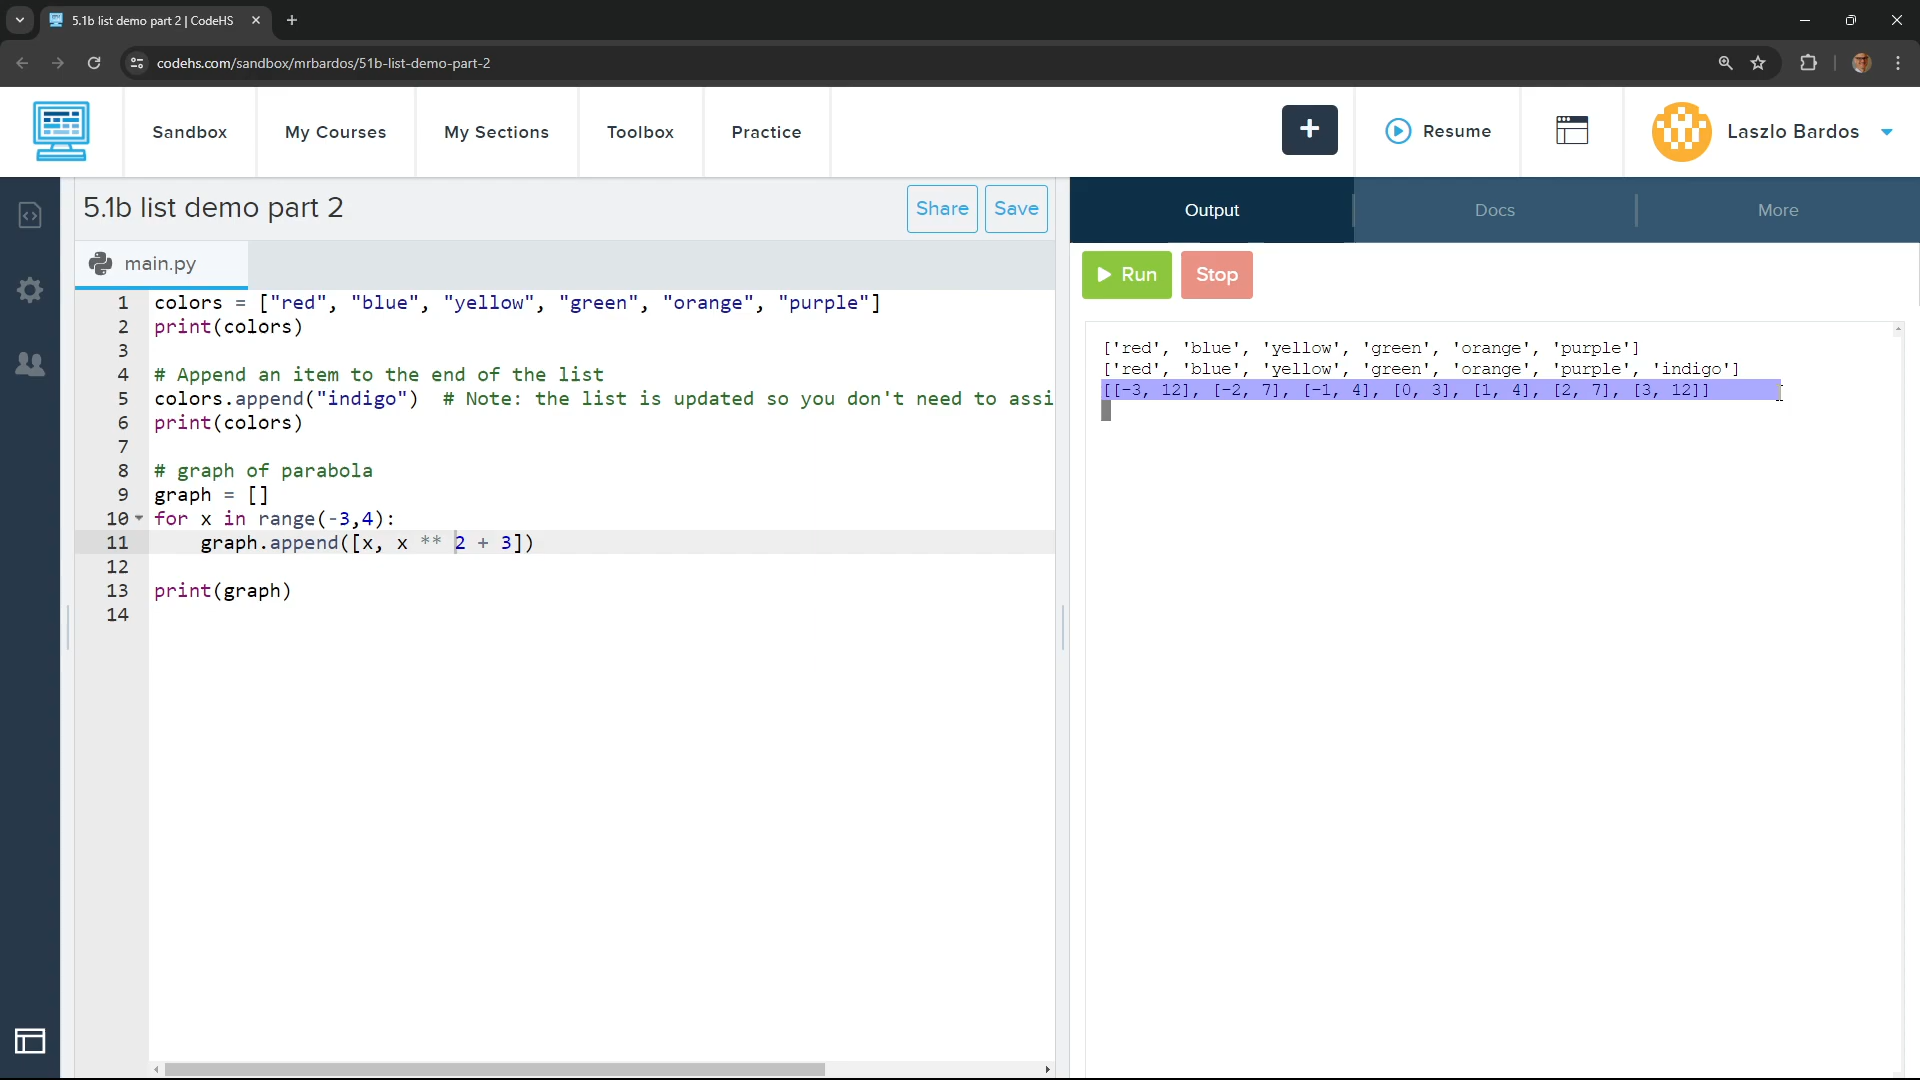 5.1b list demo part 2 | CodeHS
codehs.com/sandbox/mrbardos/51b-list-demo-part-2
Sandbox
My Courses
My Sections
Toolbox
Practice
+
Resume
Laszlo Bardos
5.1b list demo part 2
Share
Save
main.py
1 colors = ["red", "blue", "yellow", "green", "orange", "purple"]
2 print(colors)
3
4 # Append an item to the end of the list
5 colors.append("indigo")  # Note: the list is updated so you don't need to assi
6 print(colors)
7
8 # graph of parabola
9 graph = []
10 for x in range(-3,4):
11     graph.append([x, x ** 2 + 3])
12
13 print(graph)
14
Output
Docs
More
Run
Stop
['red', 'blue', 'yellow', 'green', 'orange', 'purple']
['red', 'blue', 'yellow', 'green', 'orange', 'purple', 'indigo']
[[-3, 12], [-2, 7], [-1, 4], [0, 3], [1, 4], [2, 7], [3, 12]]